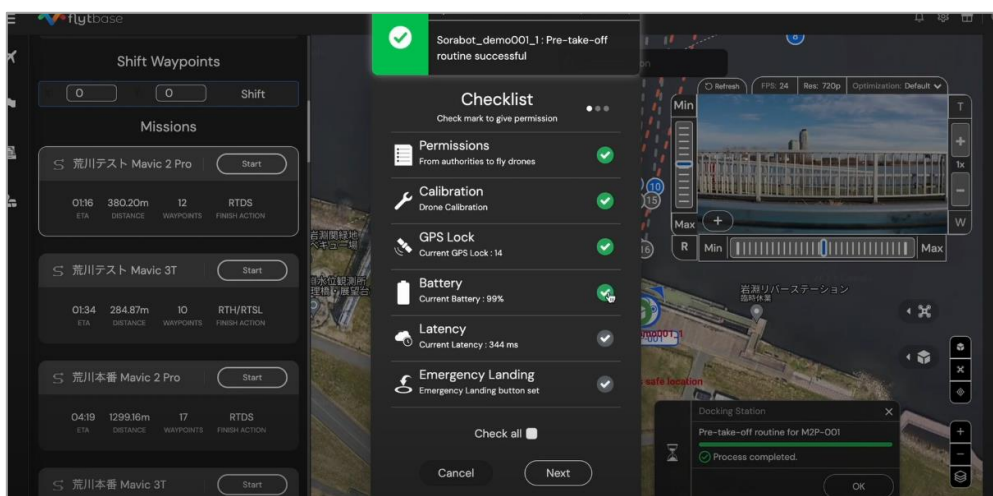 flytbase
Shift Waypoints
0
0
Shift
Missions
荒川テスト Mavic 2 Pro
Start
01:16
380.20m
12
RTDS
ETA
DISTANCE
WAYPOINTS
FINISH ACTION
荒川テスト Mavic 3T
Start
01:34
284.87m
10
RTH/RTSL
ETA
DISTANCE
WAYPOINTS
FINISH ACTION
荒川本番 Mavic 2 Pro
Start
04:19
1299.16m
17
RTDS
ETA
DISTANCE
WAYPOINTS
FINISH ACTION
荒川本番 Mavic 3T
Start
Sorabot_demo001_1 : Pre-take-off
routine successful
Checklist
Check mark to give permission
Permissions
From authorities to fly drones
Calibration
Drone Calibration
GPS Lock
Current GPS Lock : 14
Battery
Current Battery : 99%
Latency
Current Latency : 344 ms
Emergency Landing
Emergency Landing button set
Check all
Cancel
Next
8
10
15
16
Refresh
FPS: 24
Res: 720p
Optimization: Default
Min
Max
T
+
1x
-
W
+
R
Min
Max
岩淵リバーステーション
臨時休業
safe location
Docking Station
Pre-take-off routine for M2P-001
Process completed.
OK
+
-